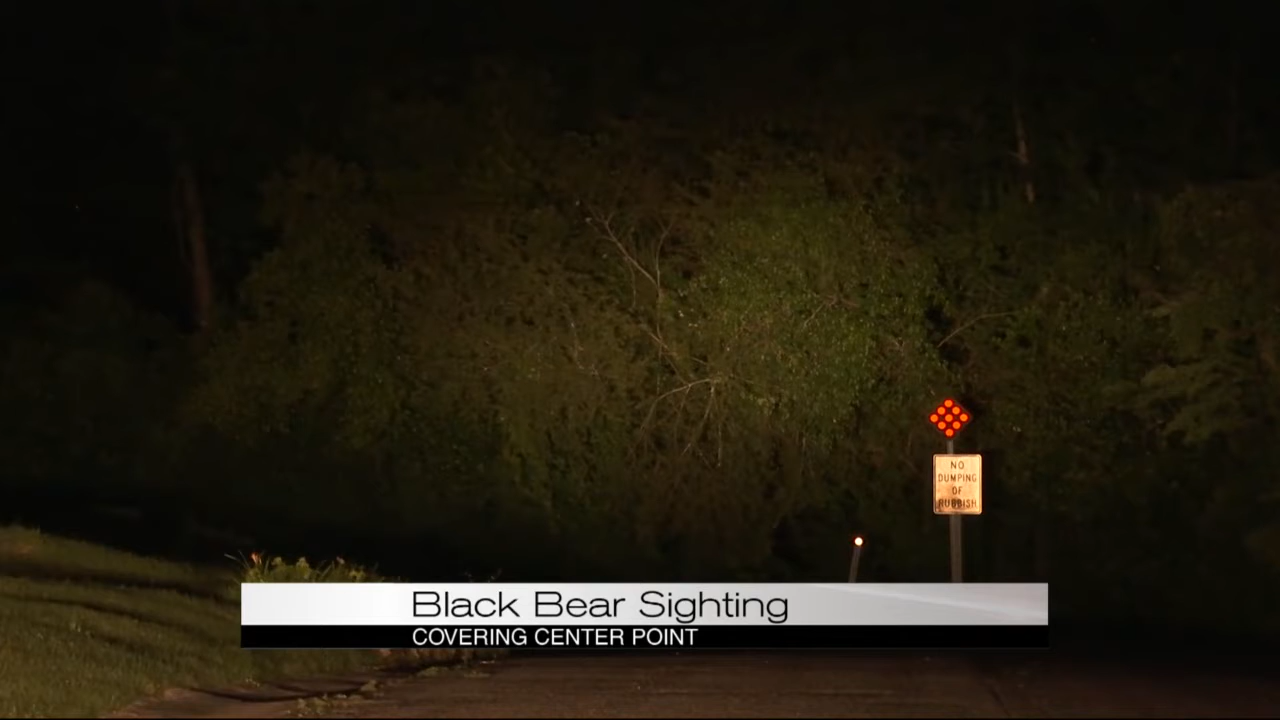 NO
DUMPING
OF
RUBBISH
Black Bear Sighting
COVERING CENTER POINT